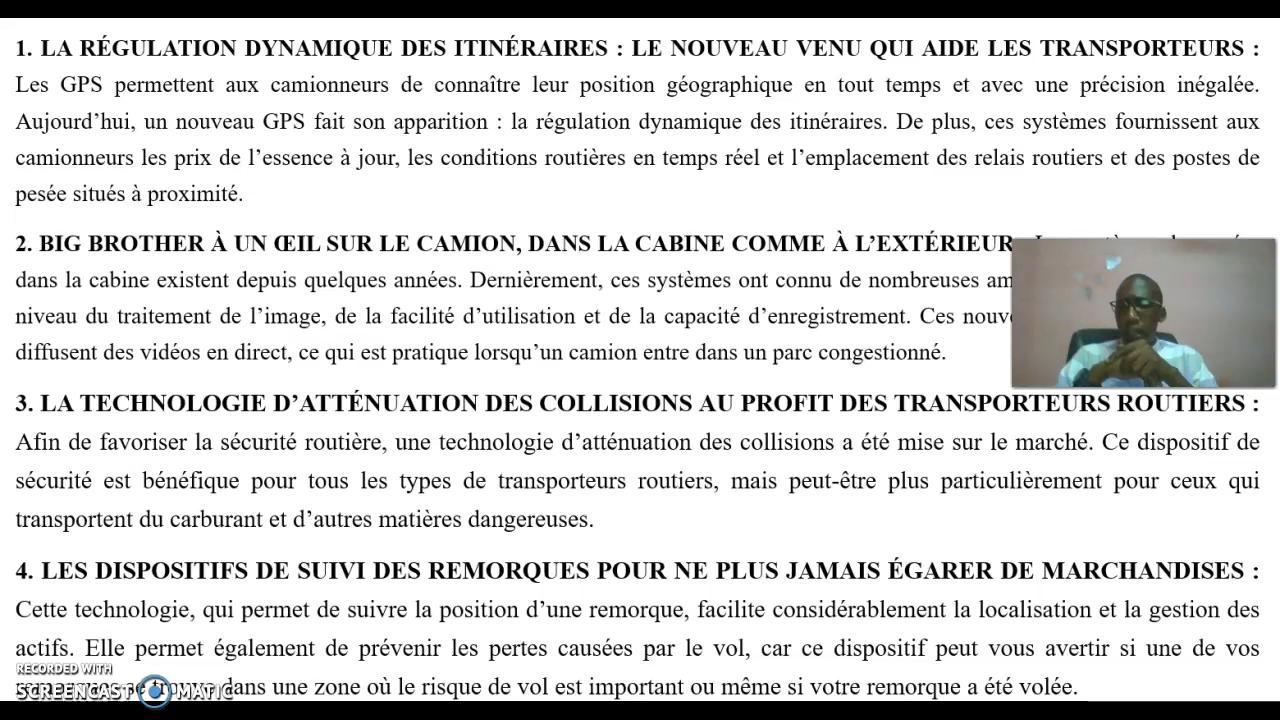 1. LA RÉGULATION DYNAMIQUE DES ITINÉRAIRES : LE NOUVEAU VENU QUI AIDE LES TRANSPORTEURS :
Les GPS permettent aux camionneurs de connaître leur position géographique en tout temps et avec une précision inégalée.
Aujourd’hui, un nouveau GPS fait son apparition : la régulation dynamique des itinéraires. De plus, ces systèmes fournissent aux
camionneurs les prix de l’essence à jour, les conditions routières en temps réel et l’emplacement des relais routiers et des postes de
pesée situés à proximité.
2. BIG BROTHER À UN ŒIL SUR LE CAMION, DANS LA CABINE COMME À L’EXTÉRIEUR
dans la cabine existent depuis quelques années. Dernièrement, ces systèmes ont connu de nombreuses
niveau du traitement de l’image, de la facilité d’utilisation et de la capacité d’enregistrement. Ces
diffusent des vidéos en direct, ce qui est pratique lorsqu’un camion entre dans un parc congestionné.
3. LA TECHNOLOGIE D’ATTÉNUATION DES COLLISIONS AU PROFIT DES TRANSPORTEURS ROUTIERS :
Afin de favoriser la sécurité routière, une technologie d’atténuation des collisions a été mise sur le marché. Ce dispositif de
sécurité est bénéfique pour tous les types de transporteurs routiers, mais peut-être plus particulièrement pour ceux qui
transportent du carburant et d’autres matières dangereuses.
4. LES DISPOSITIFS DE SUIVI DES REMORQUES POUR NE PLUS JAMAIS ÉGARER DE MARCHANDISES :
Cette technologie, qui permet de suivre la position d’une remorque, facilite considérablement la localisation et la gestion des
actifs. Elle permet également de prévenir les pertes causées par le vol, car ce dispositif peut vous avertir si une de vos
dans une zone où le risque de vol est important ou même si votre remorque a été volée.
RECORDED WITH
SCREENCAST MATIC